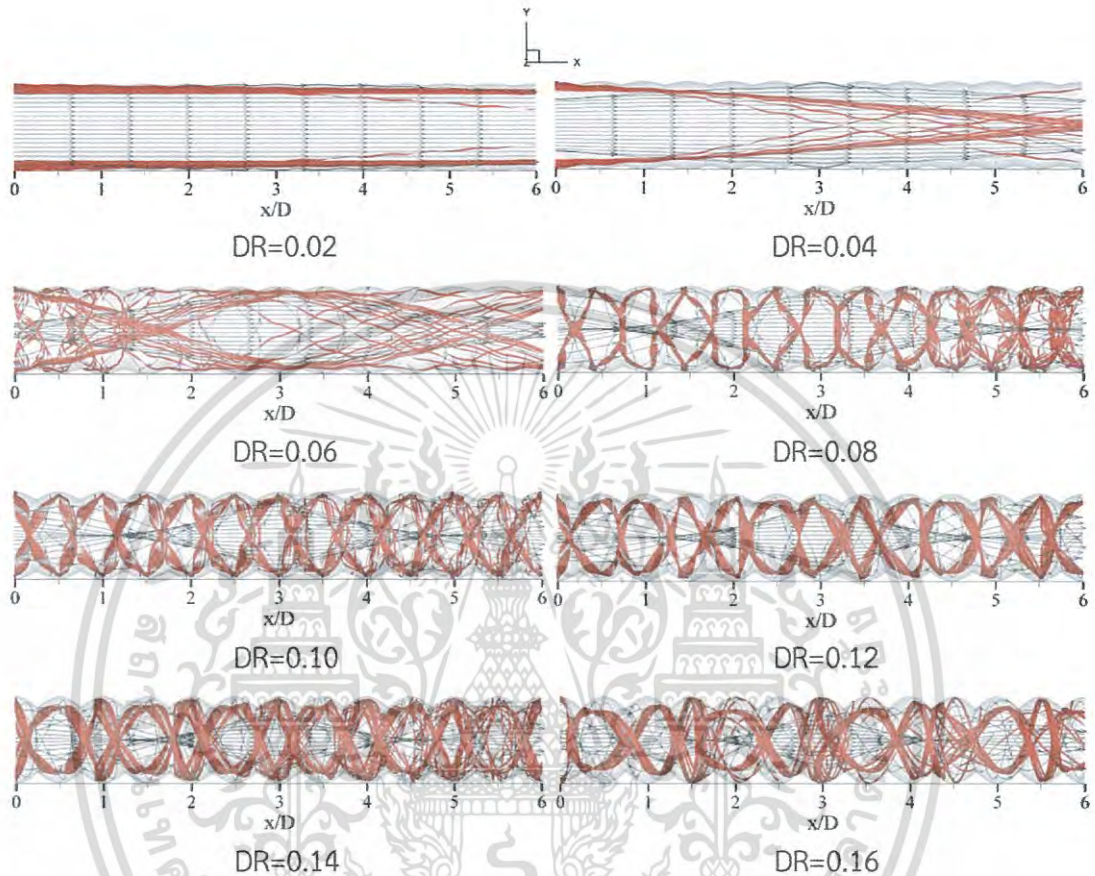 Y
Z X
0 1 2 3 4 5 6
x/D
DR=0.02
0 1 2 3 4 5 6
x/D
DR=0.04
0 1 2 3 4 5 6
x/D
DR=0.06
0 1 2 3 4 5 6
x/D
DR=0.08
0 1 2 3 4 5 6
x/D
DR=0.10
0 1 2 3 4 5 6
x/D
DR=0.12
0 1 2 3 4 5 6
x/D
DR=0.14
0 1 2 3 4 5 6
x/D
DR=0.16